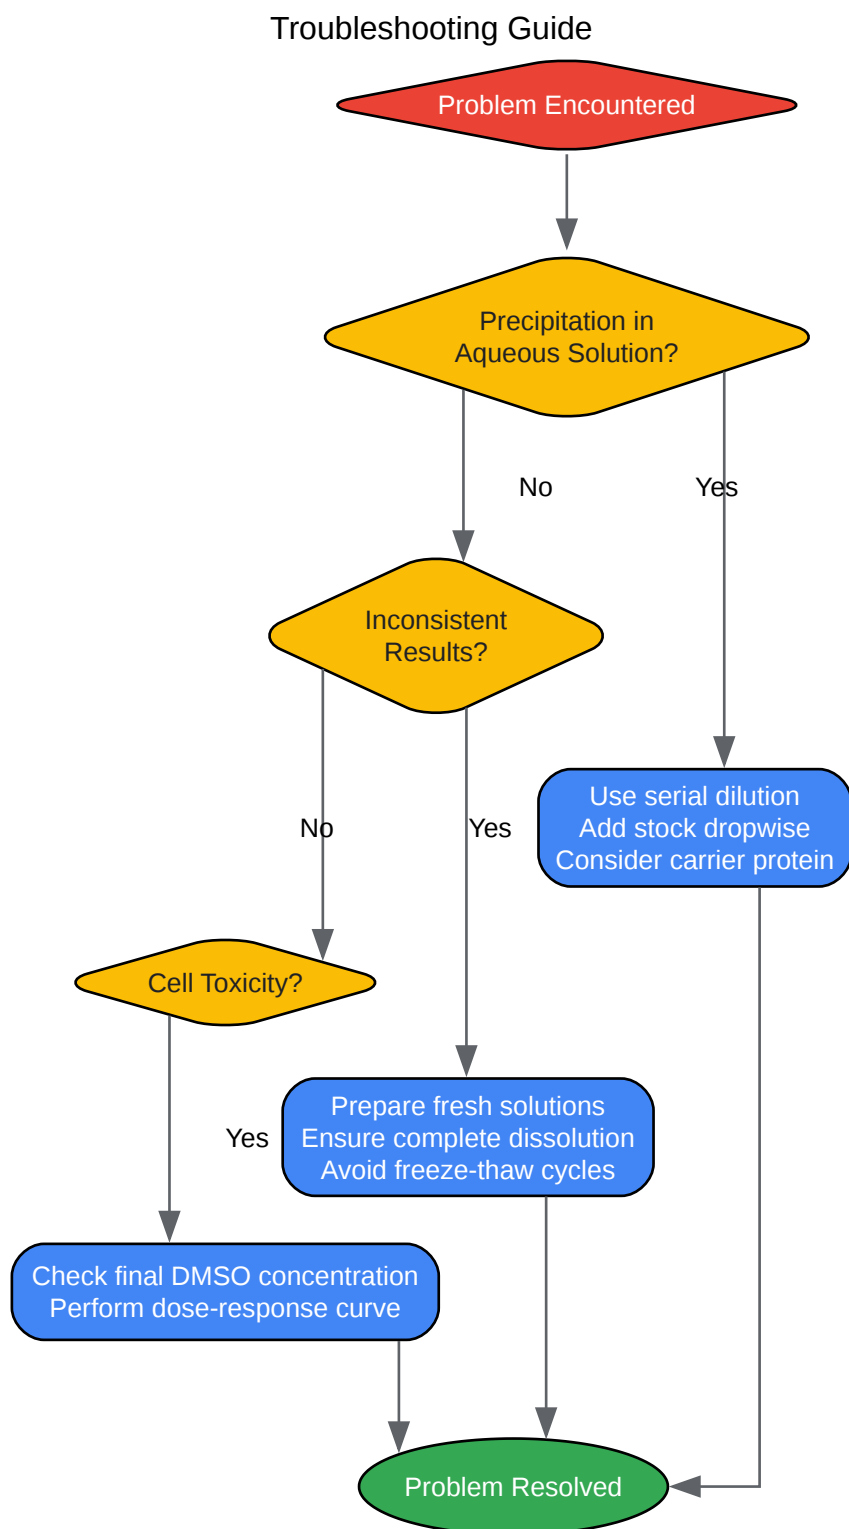 Troubleshooting Guide
Problem Encountered
Precipitation in
Aqueous Solution?
No
Yes
Inconsistent
Results?
Use serial dilution
Add stock dropwise
Consider carrier protein
No
Yes
Cell Toxicity?
Prepare fresh solutions
Ensure complete dissolution
Avoid freeze-thaw cycles
Yes
Check final DMSO concentration
Perform dose-response curve
Problem Resolved